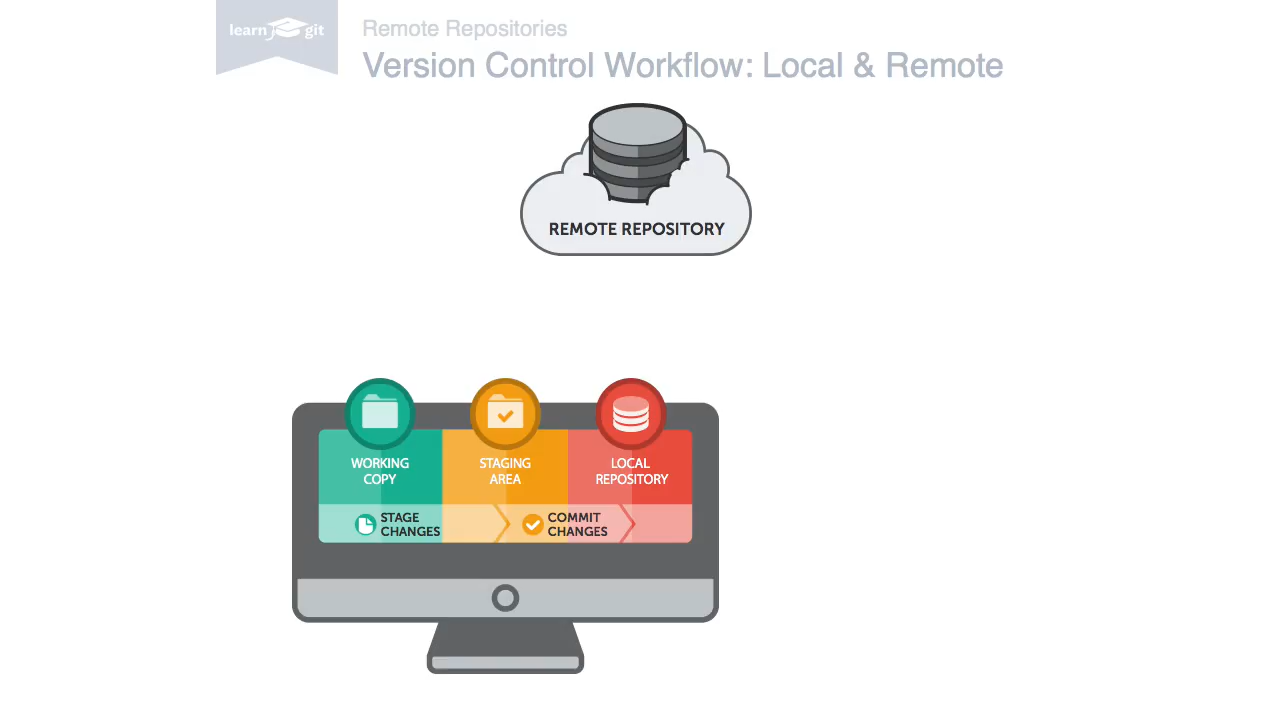 learn git
Remote Repositories
Version Control Workflow: Local & Remote
REMOTE REPOSITORY
WORKING
COPY
STAGING
AREA
LOCAL
REPOSITORY
STAGE
CHANGES
COMMIT
CHANGES